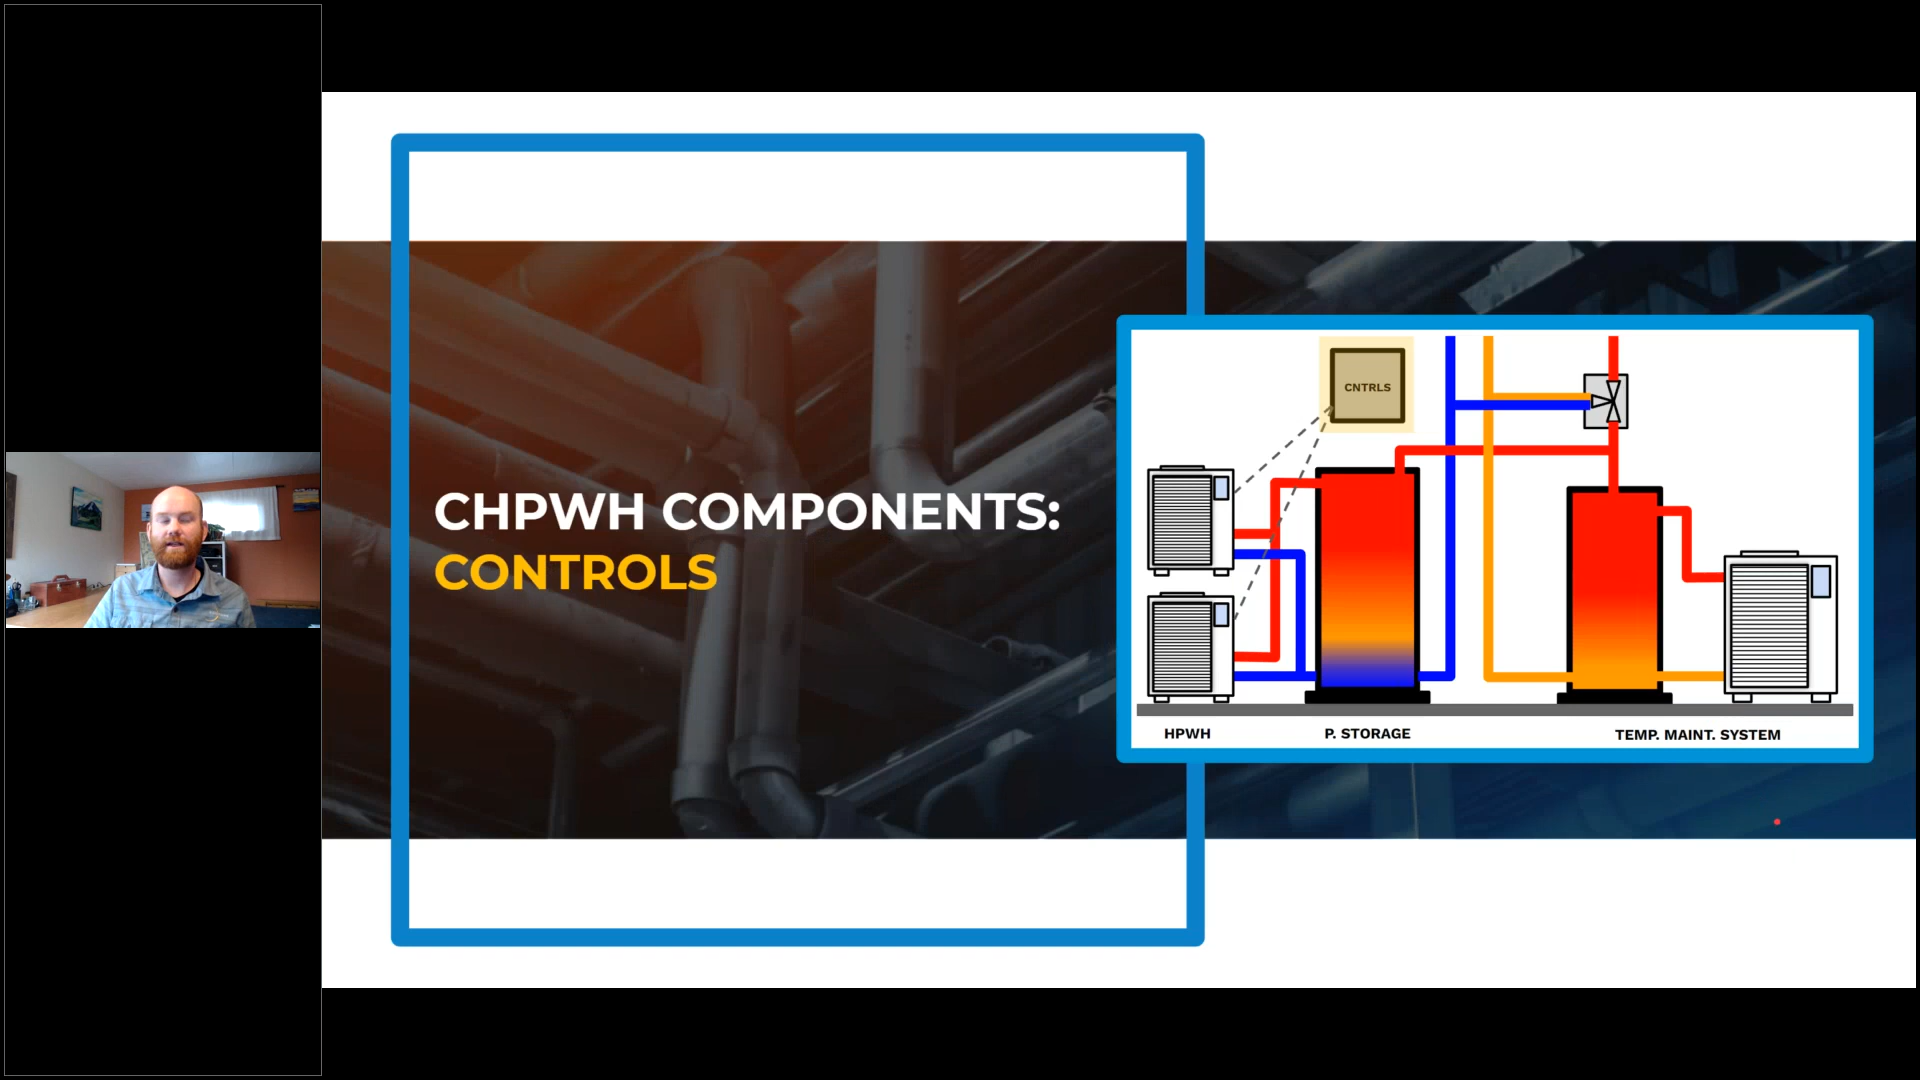 CHPWH COMPONENTS:
CONTROLS
CNTRLS
HPWH
P. STORAGE
TEMP. MAINT. SYSTEM